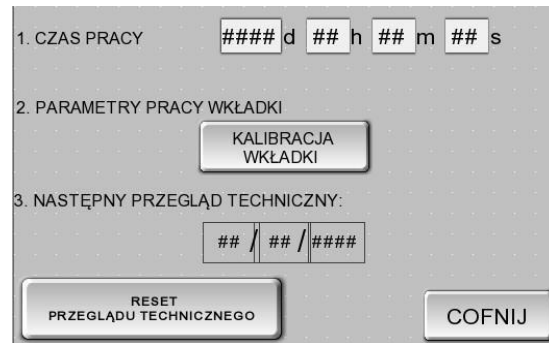 1. CZAS PRACY #### d ## h ## m ## s
2. PARAMETRY PRACY WKŁADKI
KALIBRACJA
WKŁADKI
3. NASTĘPNY PRZEGLĄD TECHNICZNY:
## / ## / ####
RESET
PRZEGLĄDU TECHNICZNEGO
COFNIJ